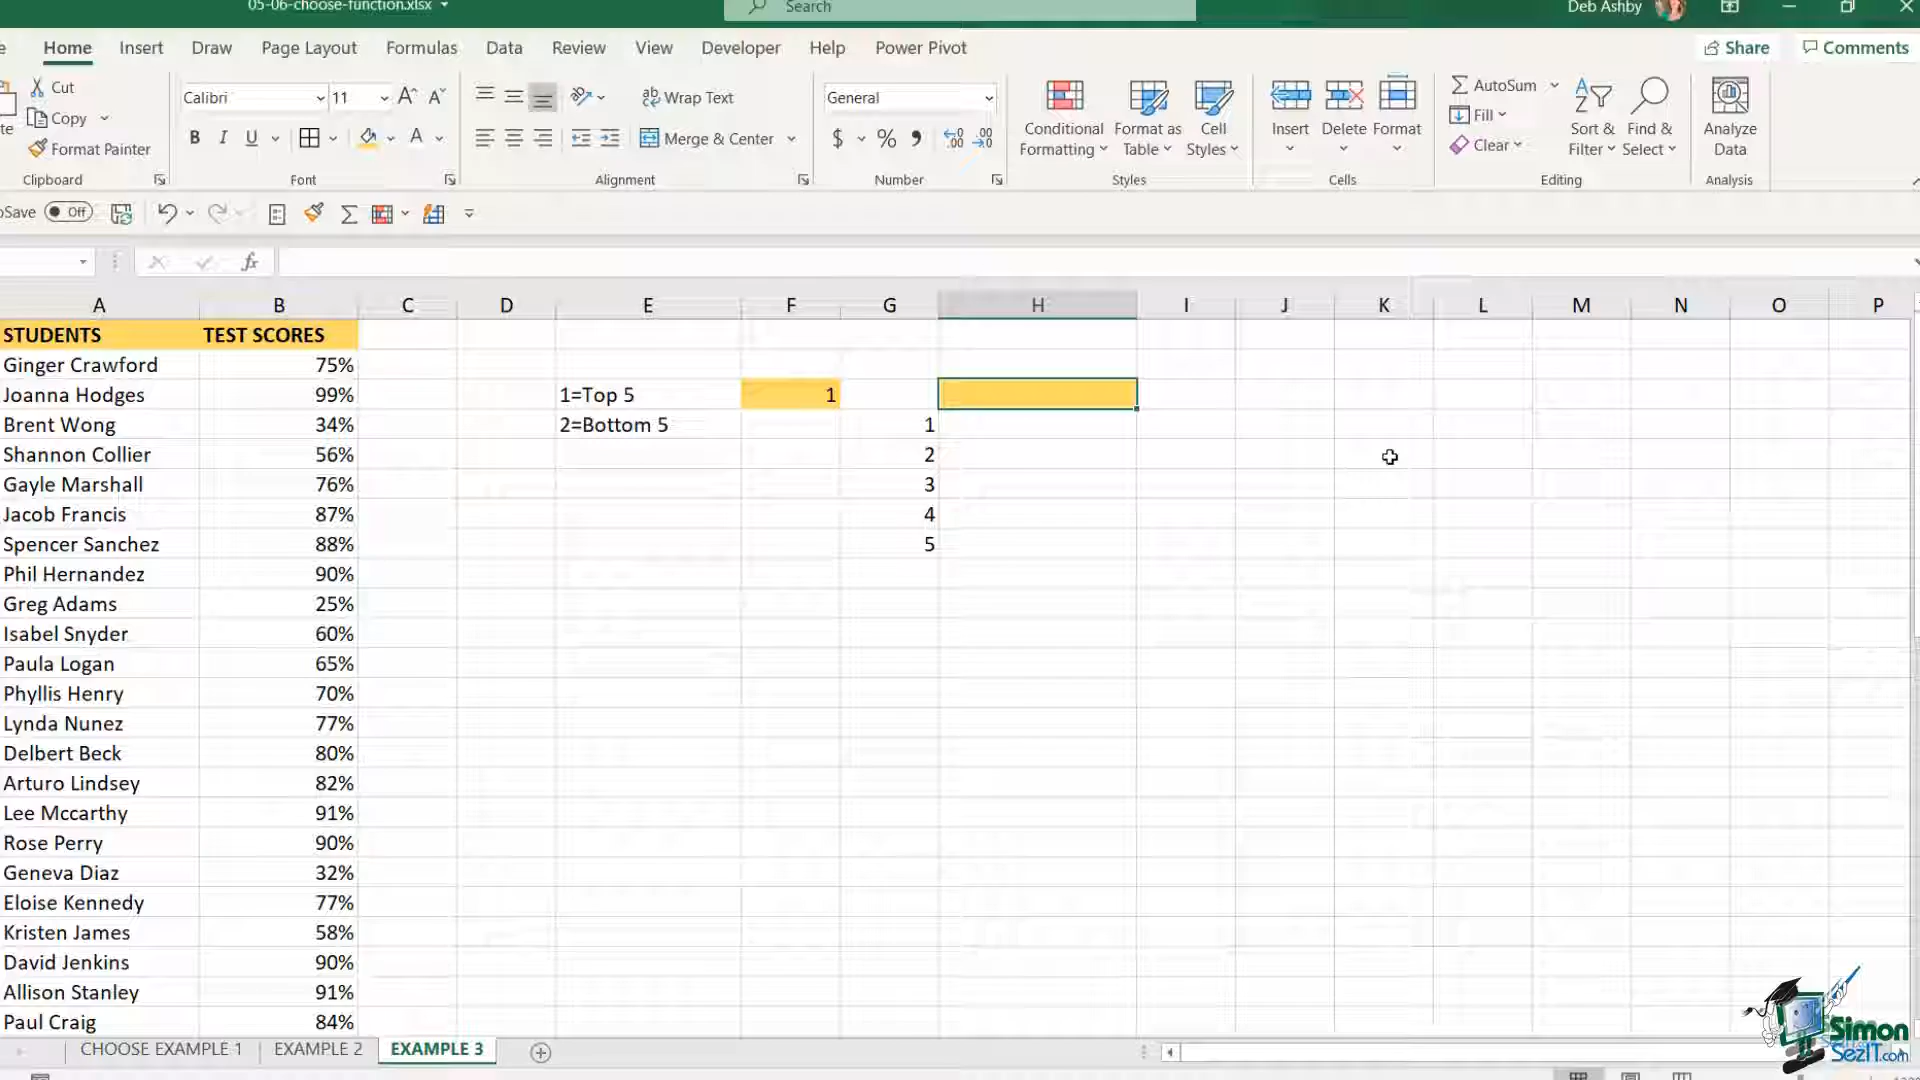 05-06-choose-function.xlsx
Search
Deb Ashby
Home Insert Draw Page Layout Formulas Data Review View Developer Help Power Pivot
Share Comments
Cut
Copy
Format Painter
Clipboard
Calibri 11
B I U A
Font
Wrap Text
Merge & Center
Alignment
General
$ % ,
Number
Conditional Formatting
Format as Table
Cell Styles
Styles
Insert Delete Format
Cells
AutoSum
Fill
Clear
Sort & Filter
Find & Select
Editing
Analyze Data
Analysis
Save Off
fx
A B C D E F G H I J K L M N O P
STUDENTS TEST SCORES
Ginger Crawford 75%
Joanna Hodges 99% 1=Top 5 1
Brent Wong 34% 2=Bottom 5 1
Shannon Collier 56% 2
Gayle Marshall 76% 3
Jacob Francis 87% 4
Spencer Sanchez 88% 5
Phil Hernandez 90%
Greg Adams 25%
Isabel Snyder 60%
Paula Logan 65%
Phyllis Henry 70%
Lynda Nunez 77%
Delbert Beck 80%
Arturo Lindsey 82%
Lee Mccarthy 91%
Rose Perry 90%
Geneva Diaz 32%
Eloise Kennedy 77%
Kristen James 58%
David Jenkins 90%
Allison Stanley 91%
Paul Craig 84%
CHOOSE EXAMPLE 1 EXAMPLE 2 EXAMPLE 3
Simon
SezIT.com